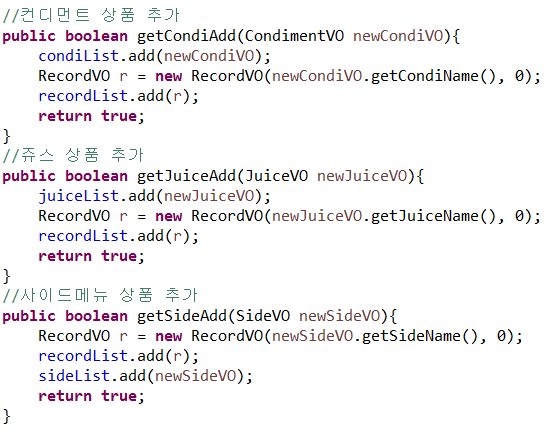 //컨디먼트 상품 추가
public boolean getCondiAdd(CondimentVO newCondiVO){
    condiList.add(newCondiVO);
    RecordVO r = new RecordVO(newCondiVO.getCondiName(), 0);
    recordList.add(r);
    return true;
}
//쥬스 상품 추가
public boolean getJuiceAdd(JuiceVO newJuiceVO){
    juiceList.add(newJuiceVO);
    RecordVO r = new RecordVO(newJuiceVO.getJuiceName(), 0);
    recordList.add(r);
    return true;
}
//사이드메뉴 상품 추가
public boolean getSideAdd(SideVO newSideVO){
    RecordVO r = new RecordVO(newSideVO.getSideName(), 0);
    recordList.add(r);
    sideList.add(newSideVO);
    return true;
}